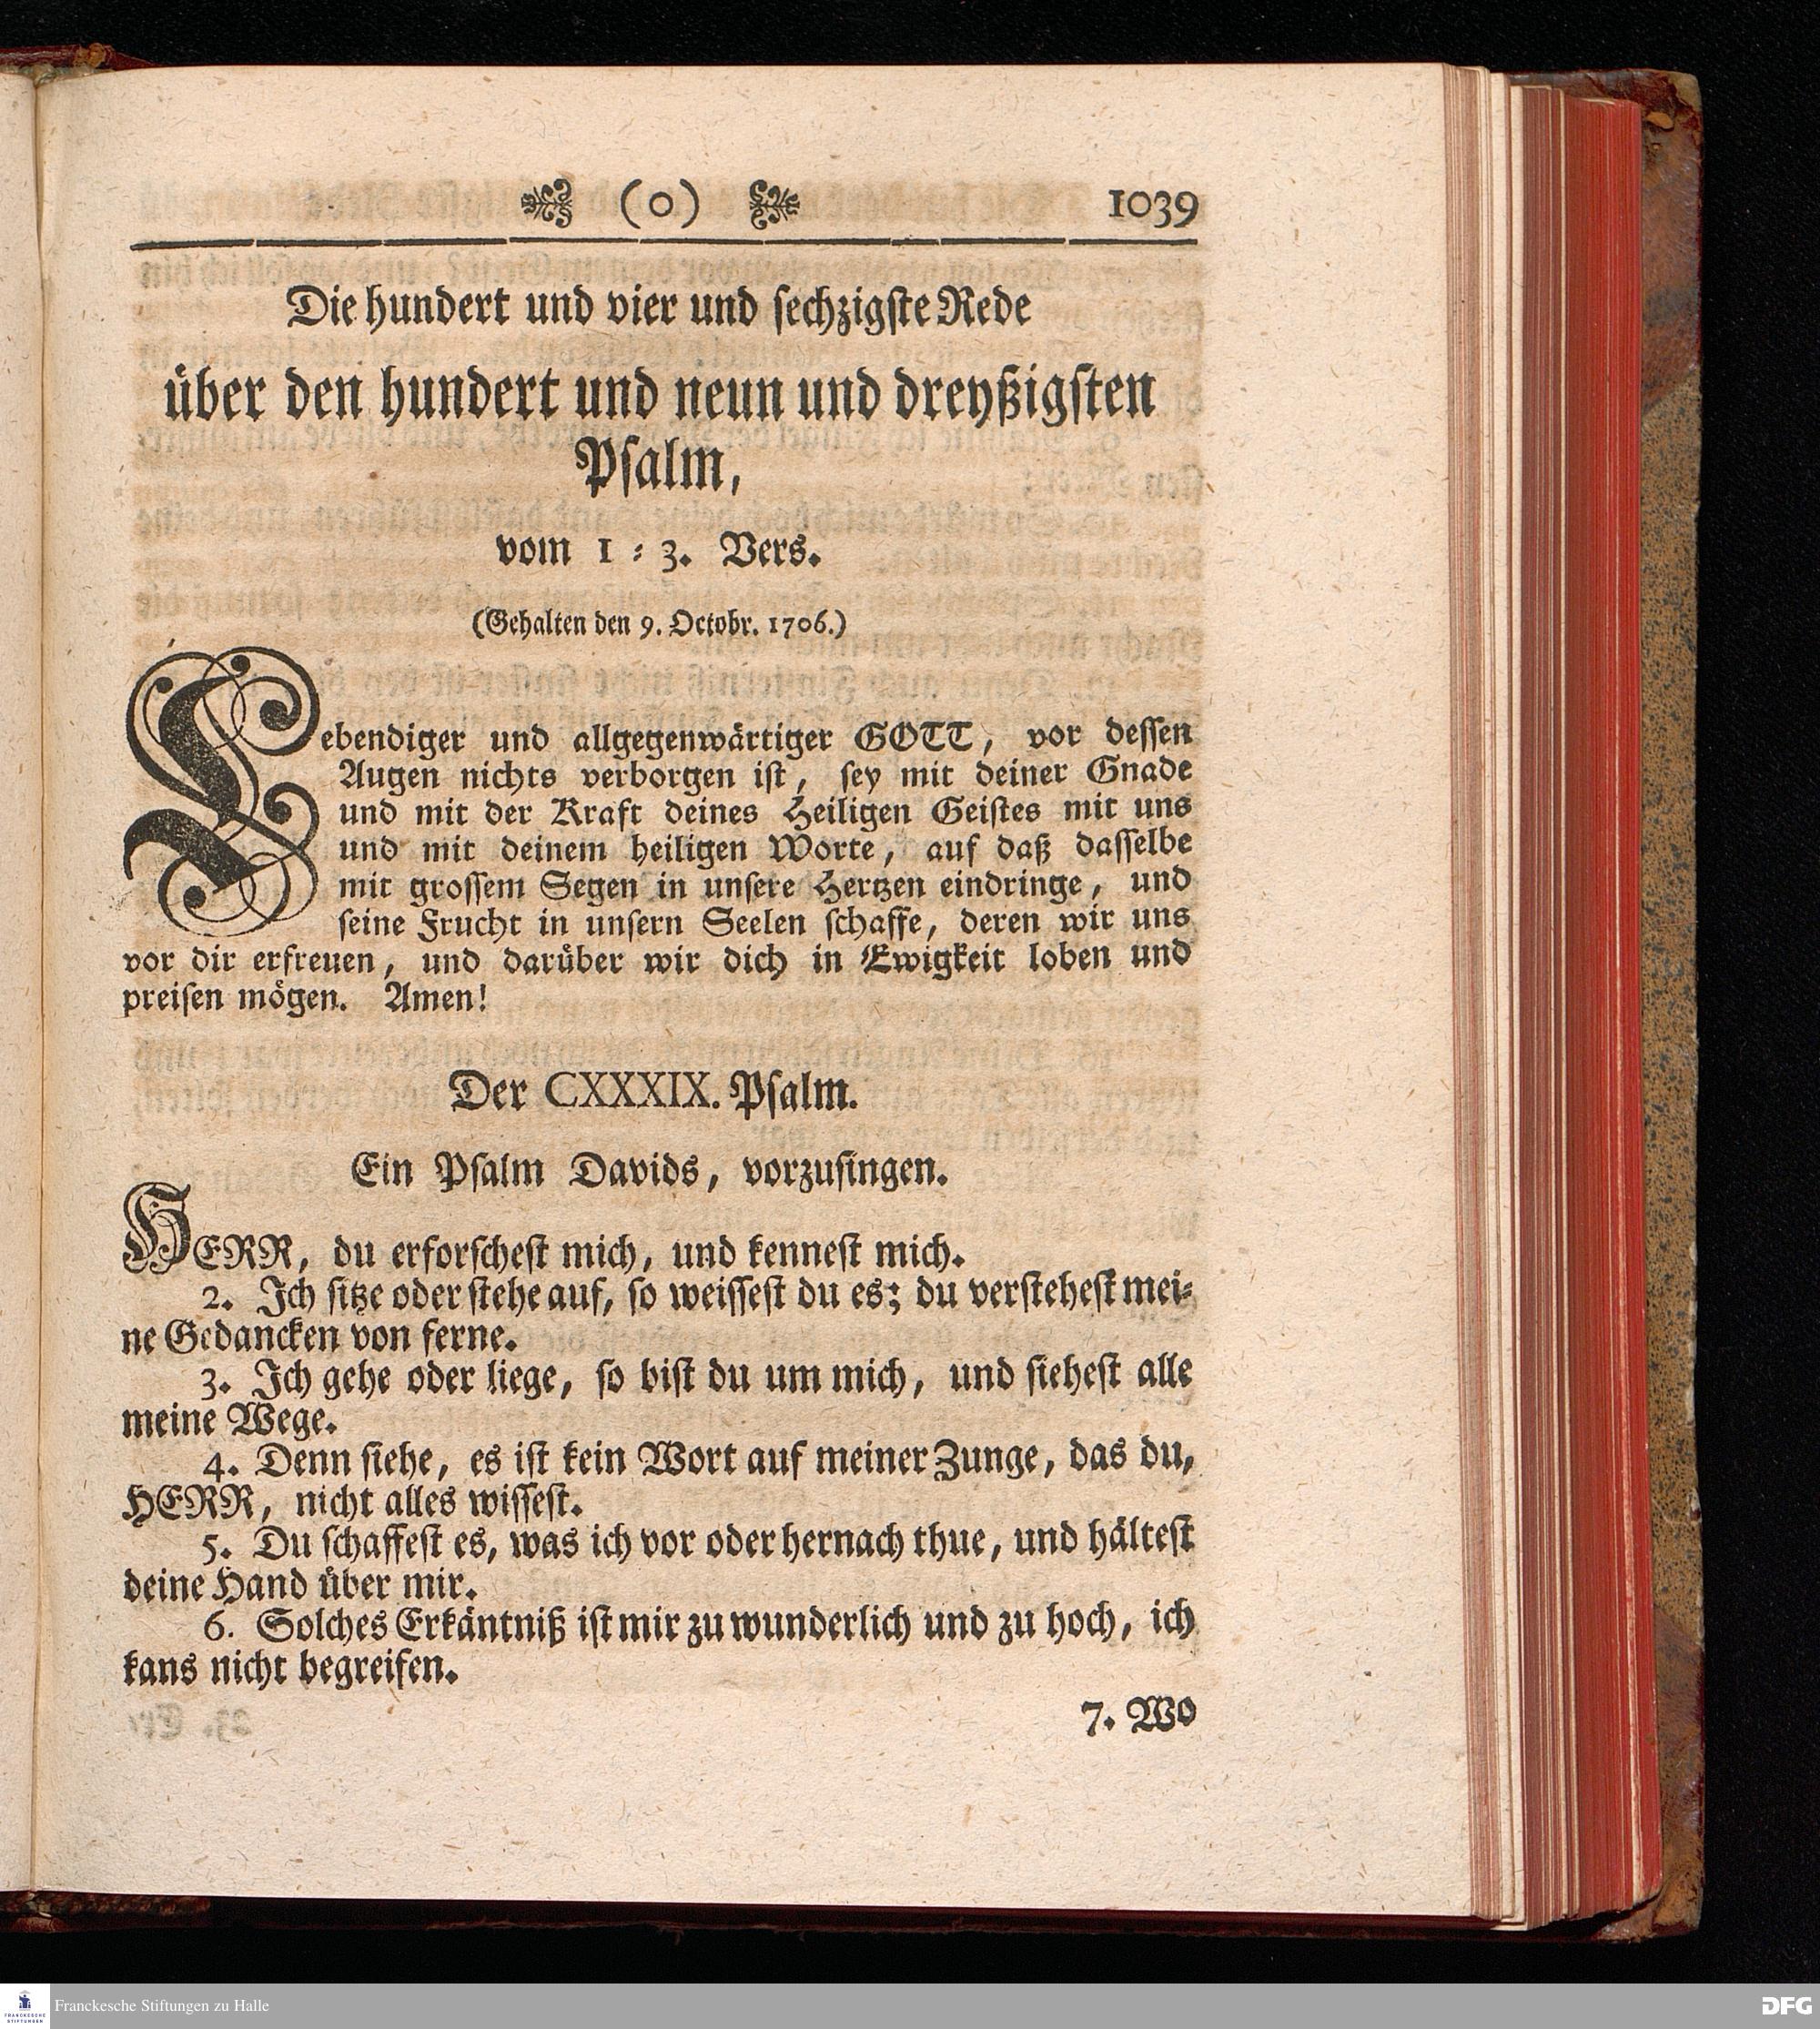 (0) 1039
Die hundert und vier und sechzigste Rede
über den hundert und neun und dreyßigsten
Psalm,
vom 1 = 3. Vers.
(Gehalten den 9. Octobr. 1706.)
Lebendiger und allgegenwärtiger GOTT, vor dessen
Augen nichts verborgen ist, sey mit deiner Gnade
und mit der Kraft deines Heiligen Geistes mit uns
und mit deinem heiligen Worte, auf daß dasselbe
mit grossem Segen in unsere Hertzen eindringe, und
seine Frucht in unsern Seelen schaffe, deren wir uns
vor dir erfreuen, und darüber wir dich in Ewigkeit loben und
preisen mögen. Amen!
Der CXXXIX. Psalm.
Ein Psalm Davids, vorzusingen.
HERR, du erforschest mich, und kennest mich.
2. Ich sitze oder stehe auf, so weissest du es; du verstehest mei=
ne Gedancken von ferne.
3. Ich gehe oder liege, so bist du um mich, und siehest alle
meine Wege.
4. Denn siehe, es ist kein Wort auf meiner Zunge, das du,
HERR, nicht alles wissest.
5. Du schaffest es, was ich vor oder hernach thue, und hältest
deine Hand über mir.
6. Solches Erkäntniß ist mir zu wunderlich und zu hoch, ich
kans nicht begreifen.
7. Wo
Franckesche Stiftungen zu Halle
DFG